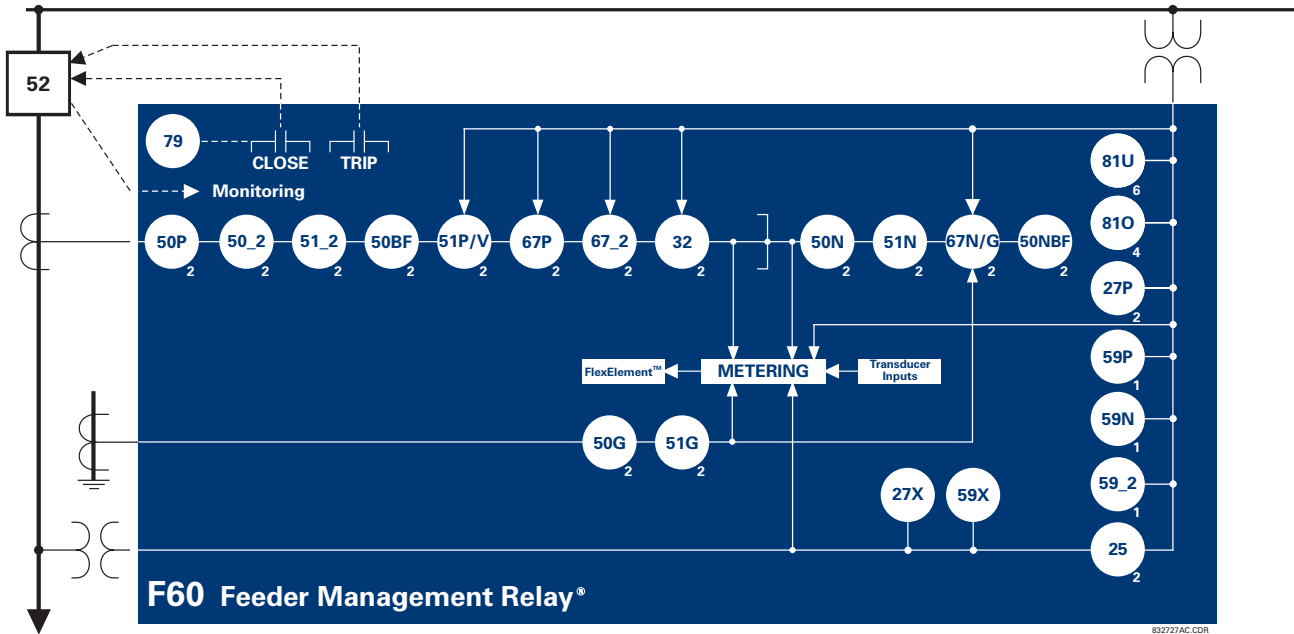 52
79
CLOSE
TRIP
Monitoring
81U
6
81O
4
50P
2
50_2
2
51_2
2
50BF
2
51P/V
2
67P
2
67_2
2
32
2
50N
2
51N
2
67N/G
2
50NBF
2
27P
2
FlexElement™
METERING
Transducer
Inputs
59P
1
59N
1
50G
2
51G
2
27X
59X
59_2
1
25
2
F60 Feeder Management Relay®
832727AC.CDR